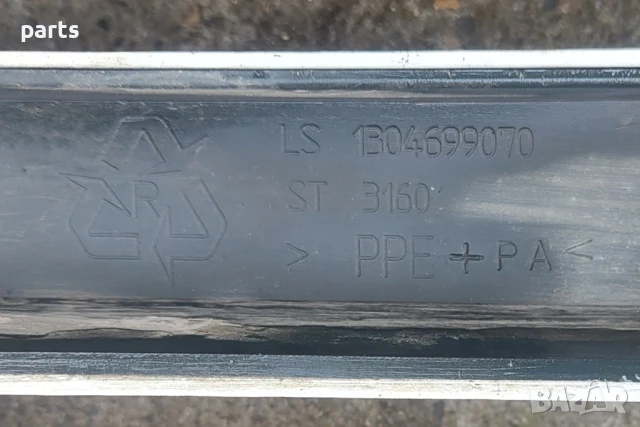 parts
LS 1304699070
ST 3160
R
> PPE + PA <
BAZAR